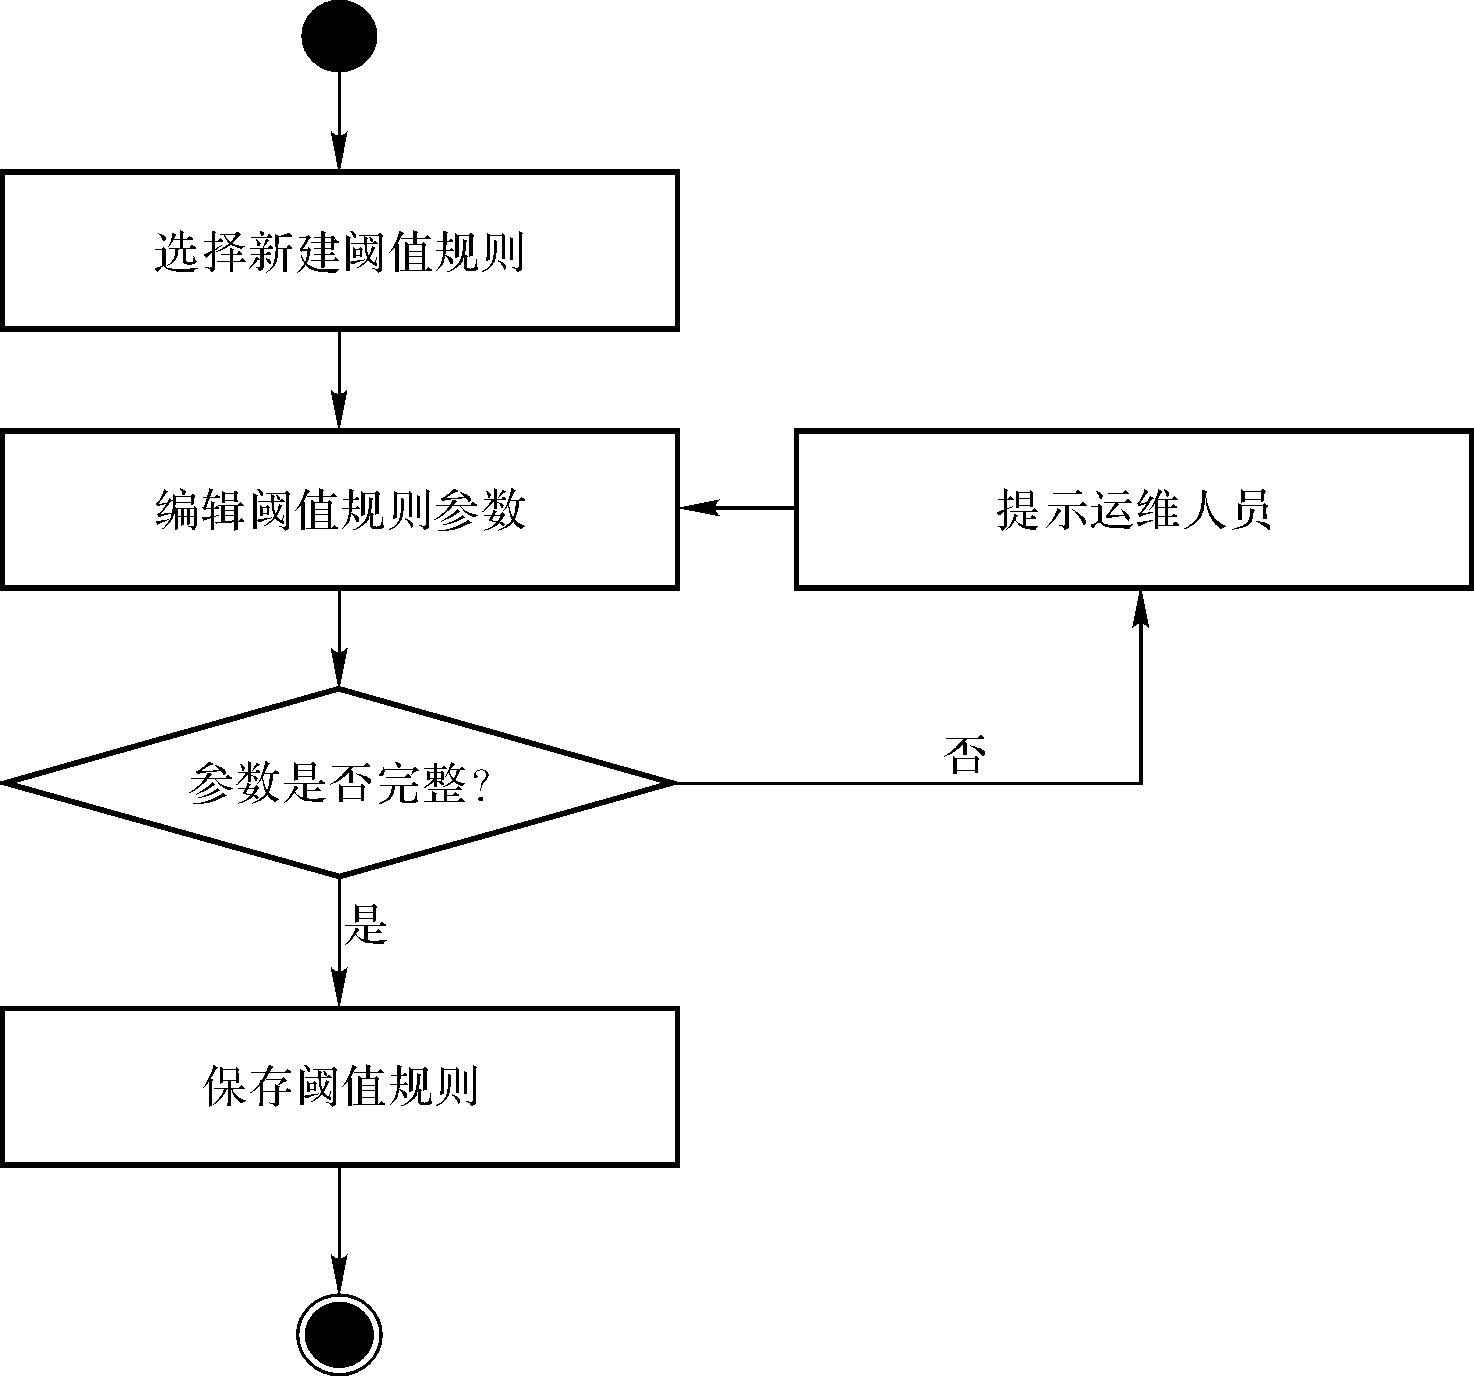 选择新建阈值规则
编辑阈值规则参数
提示运维人员
参数是否完整?
否
是
保存阈值规则